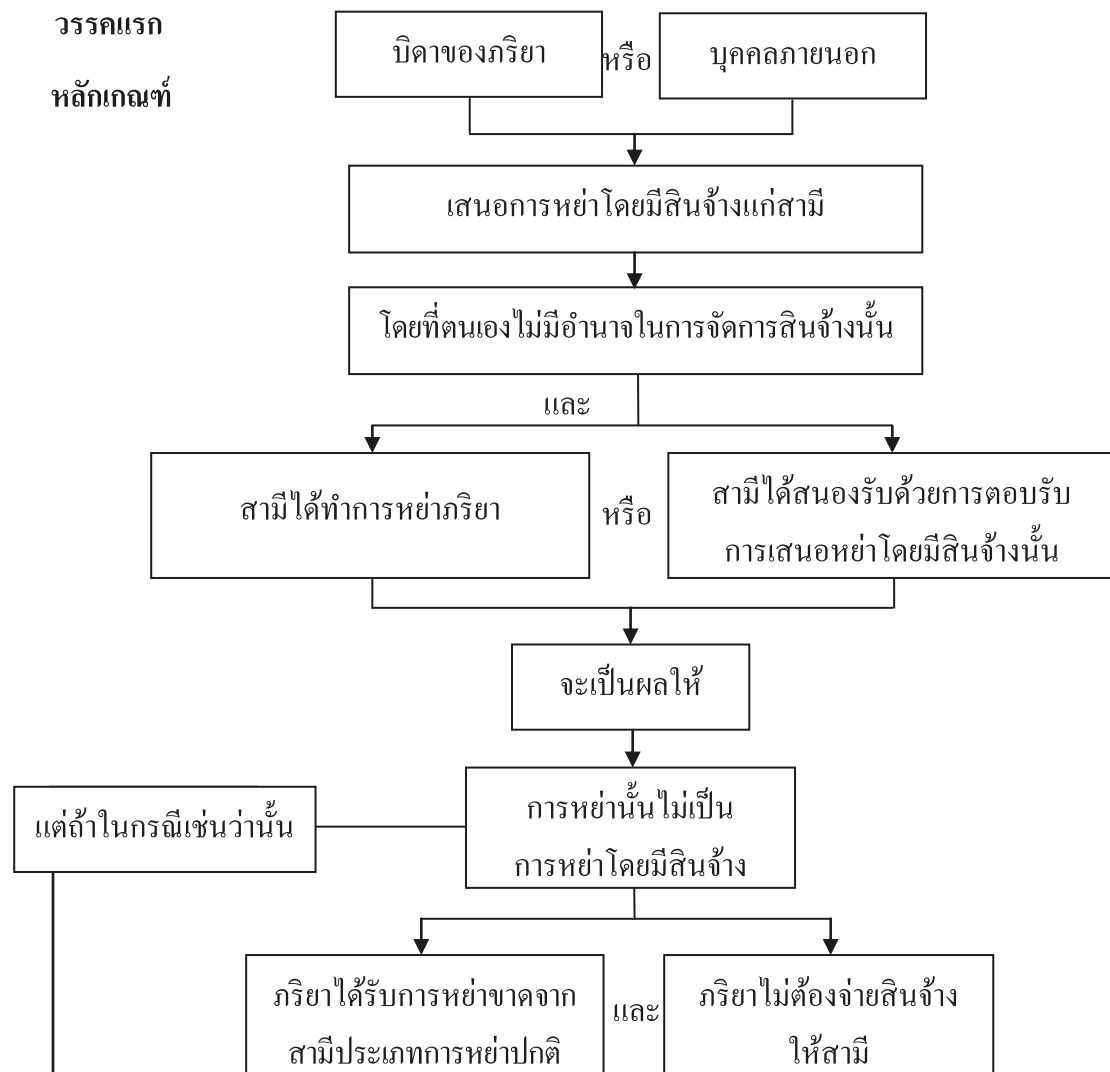 วรรคแรก
หลักเกณฑ์
บิดาของภริยา
หรือ
บุคคลภายนอก
เสนอการหย่าโดยมีสินจ้างแก่สามี
โดยที่ตนเองไม่มีอำนาจในการจัดการสินจ้างนั้น
และ
สามีได้ทำการหย่าภริยา
หรือ
สามีได้สนองรับด้วยการตอบรับ
การเสนอหย่าโดยมีสินจ้างนั้น
จะเป็นผลให้
แต่ถ้าในกรณีเช่นว่านั้น
การหย่านั้นไม่เป็น
การหย่าโดยมีสินจ้าง
ภริยาได้รับการหย่าขาดจาก
สามีประเภทการหย่าปกติ
และ
ภริยาไม่ต้องจ่ายสินจ้าง
ให้สามี